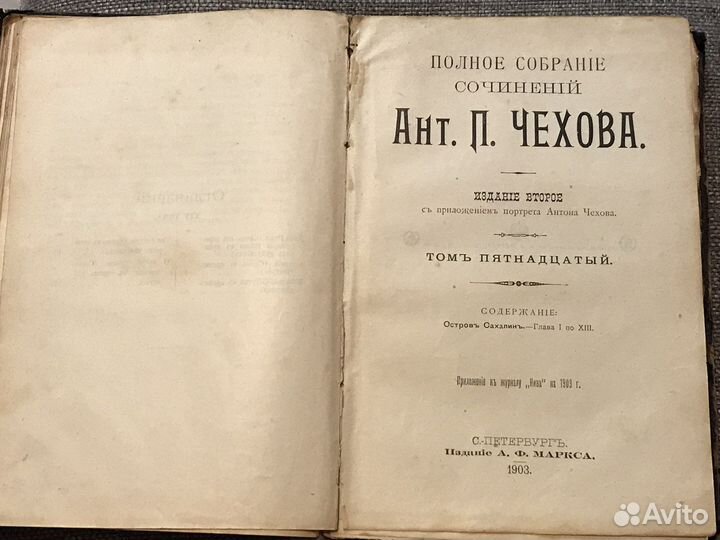 ПОЛНОЕ СОБРАНІЕ
СОЧИНЕНІЙ
Ант. П. ЧЕХОВА.
ИЗДАНІЕ ВТОРОЕ
съ приложеніемъ портрета Антона Чехова.
ТОМЪ ПЯТНАДЦАТЫЙ.
СОДЕРЖАНІЕ:
Островъ Сахалинъ.—Глава I по XIII.
Приложеніе къ журналу „Нива" на 1903 г.
С.-ПЕТЕРБУРГЪ.
Изданіе А. Ф. МАРКСА.
1903.
Avito